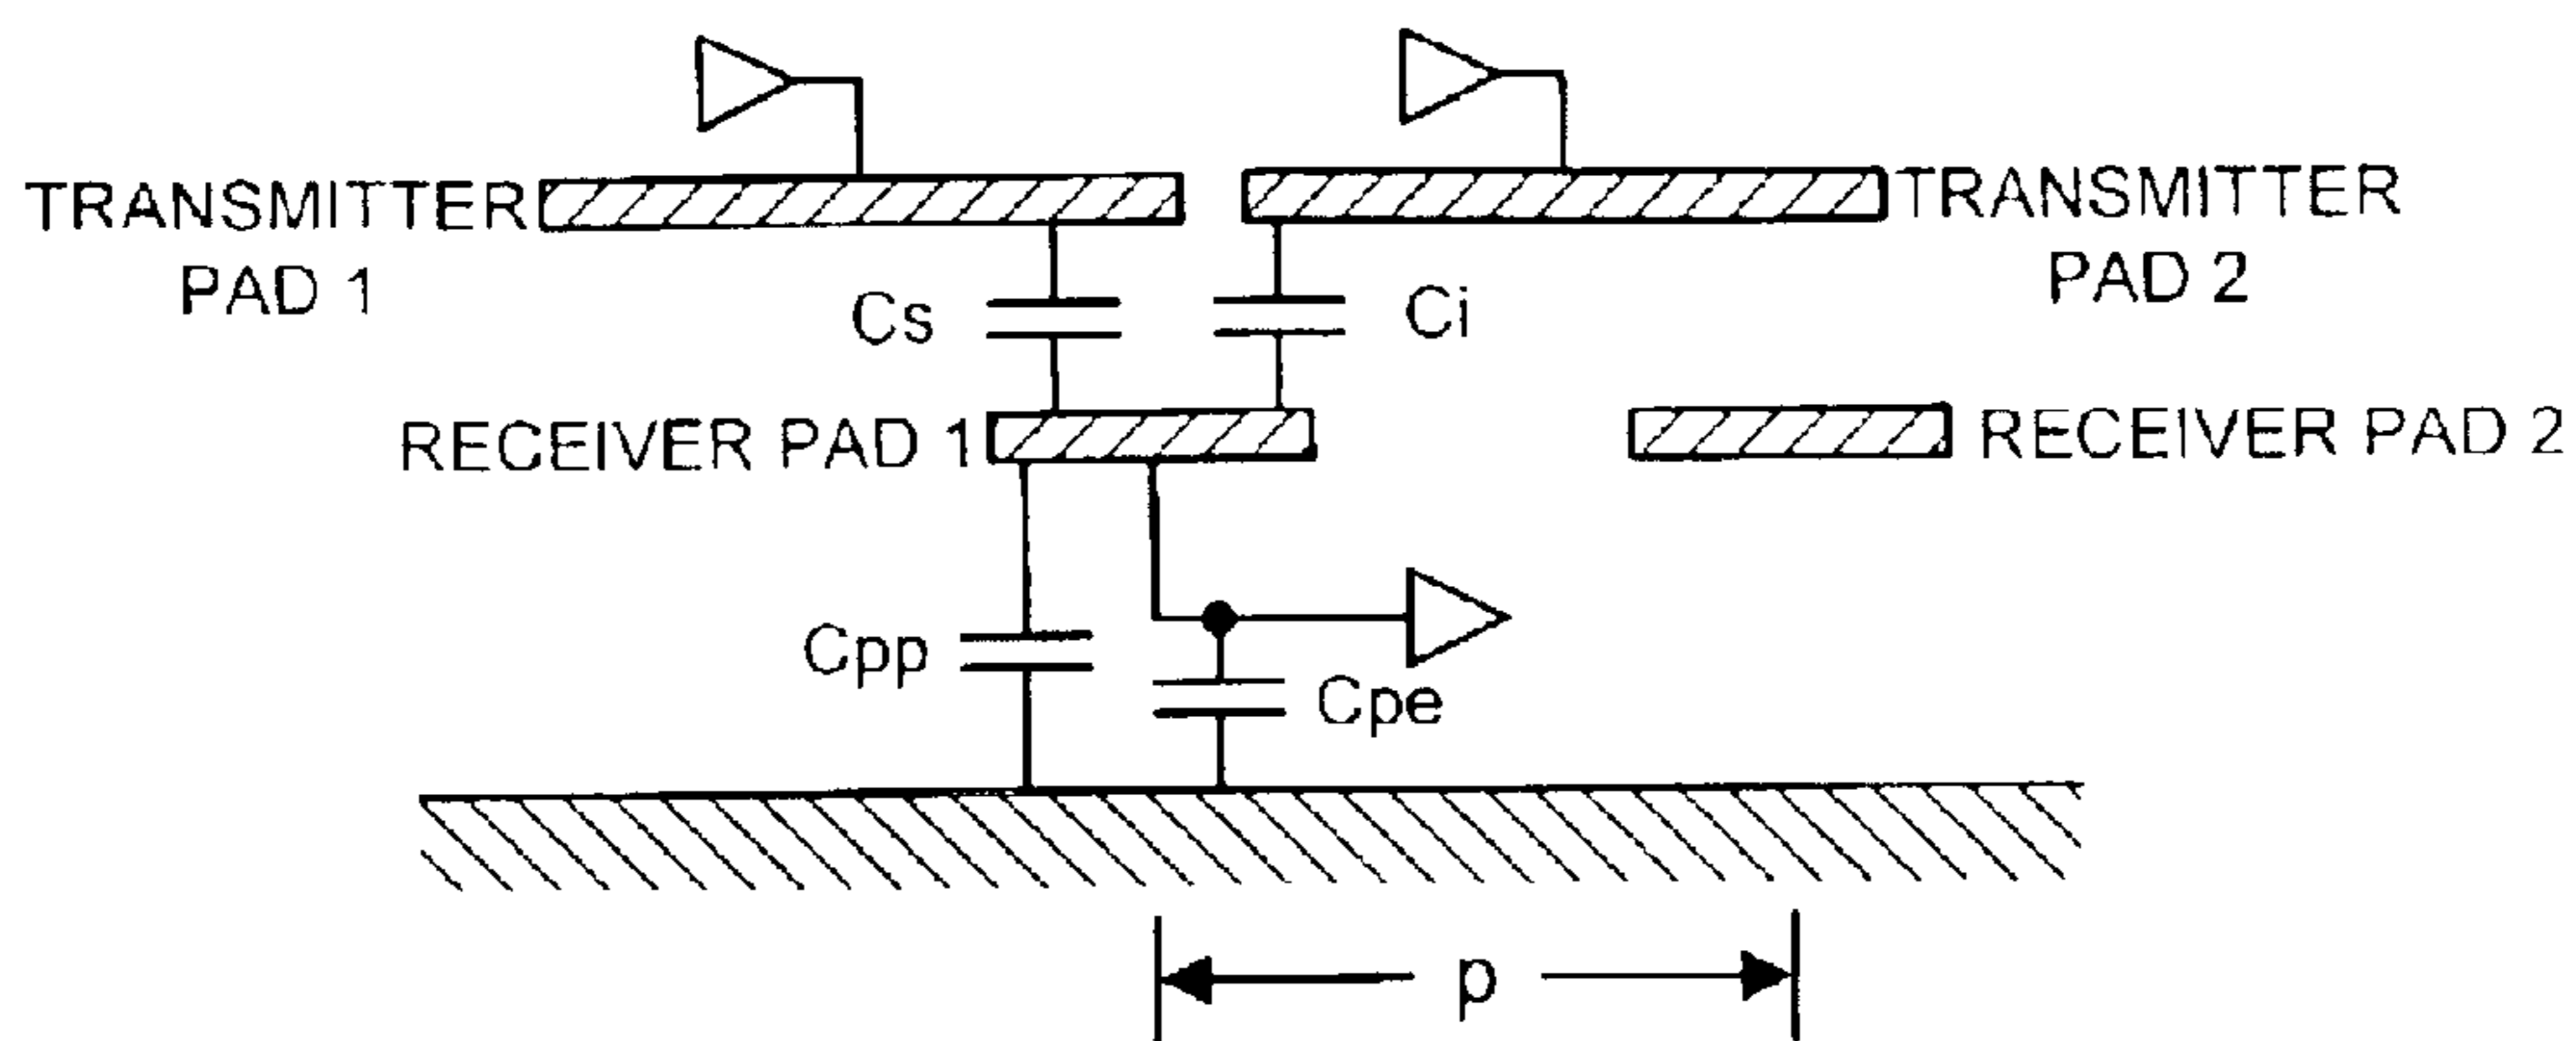 TRANSMITTER
PAD 1
TRANSMITTER
PAD 2
Cs
Ci
RECEIVER PAD 1
RECEIVER PAD 2
Cpp
Cpe
p